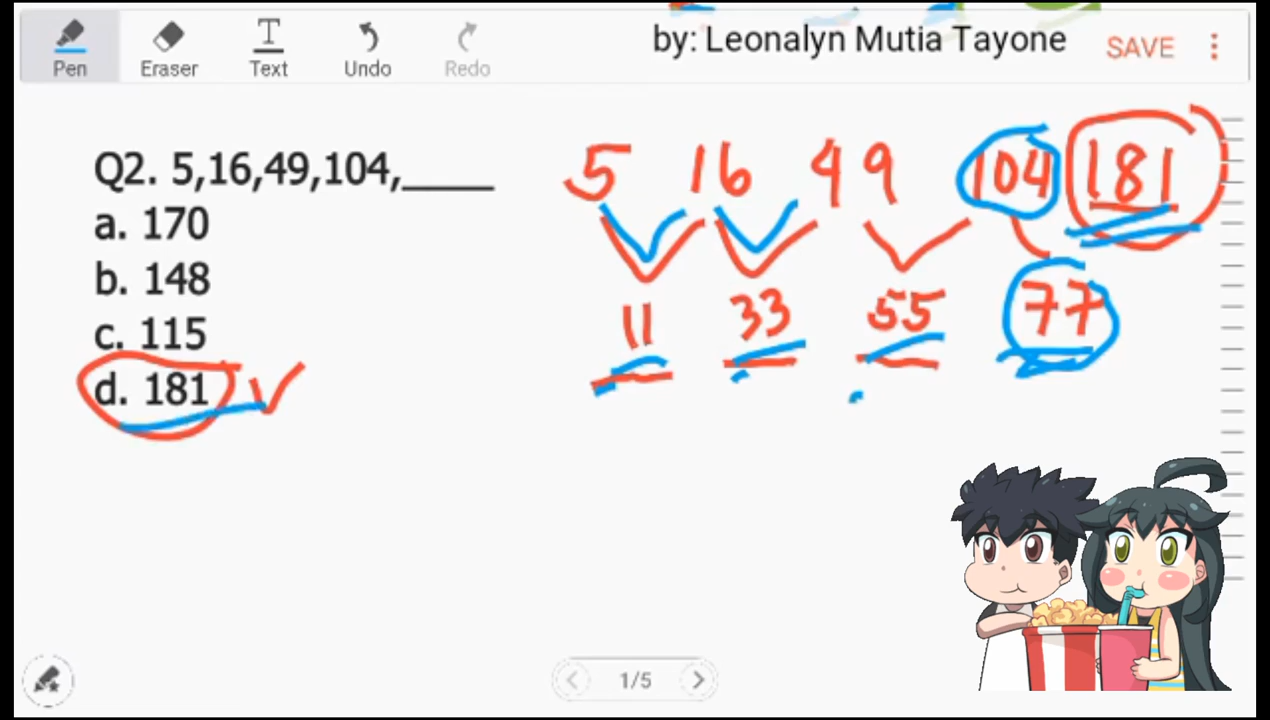 by: Leonalyn Mutia Tayone
SAVE
Pen
Eraser
Text
Undo
Redo
Q2. 5,16,49,104,_____
a. 170
b. 148
c. 115
d. 181
5 16 49 104 181
11 33 55 77
1/5